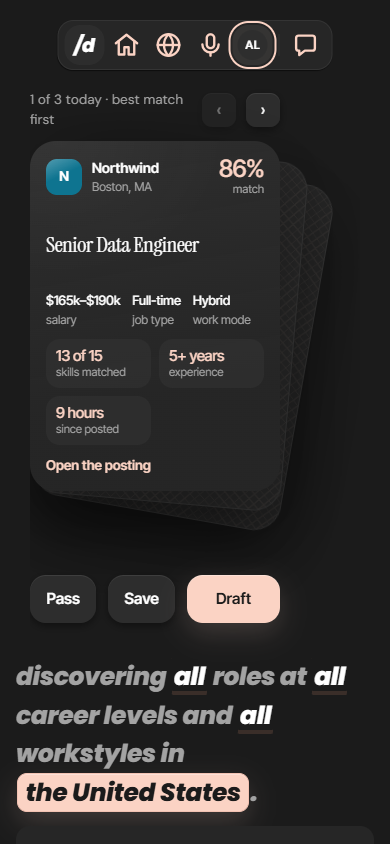 /d
AL
1 of 3 today · best match
first
‹ ›
N
Northwind
Boston, MA
86%
match
Senior Data Engineer
$165k–$190k Full-time Hybrid
salary job type work mode
13 of 15 5+ years
skills matched experience
9 hours
since posted
Open the posting
Pass Save Draft
discovering all roles at all
career levels and all
workstyles in
the United States .